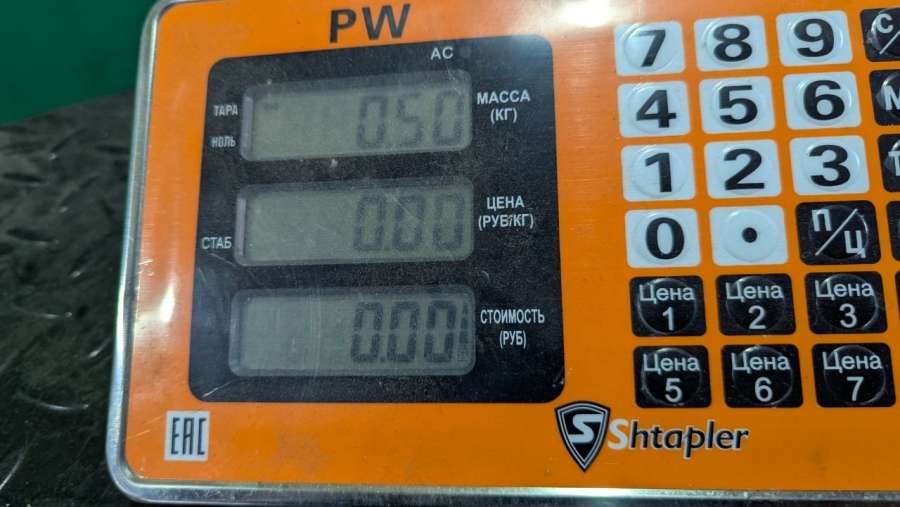 PW
AC
ТАРА
НОЛЬ
0.50
МАССА
(КГ)
СТАБ
0.00
ЦЕНА
(РУБ/КГ)
0.00
СТОИМОСТЬ
(РУБ)
7 8 9 С/
4 5 6 М
1 2 3 Т
0 . П/Ц
Цена 1 Цена 2 Цена 3
Цена 5 Цена 6 Цена 7
EAC
S Shtapler